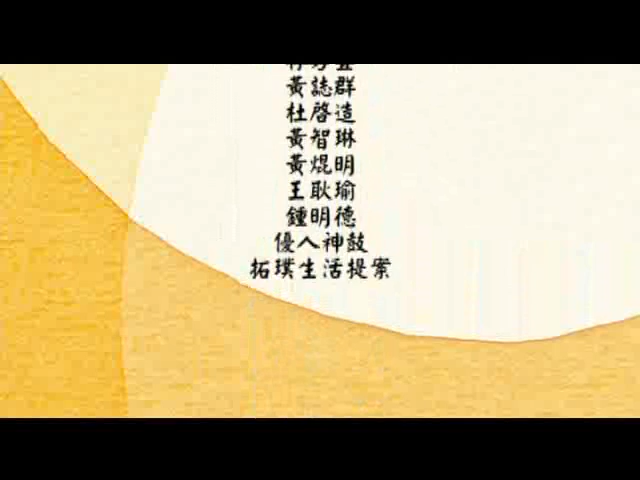 黃誌群
杜啓造
黃智琳
黃焜明
王耿瑜
鍾明德
優人神鼓
拓璞生活提案